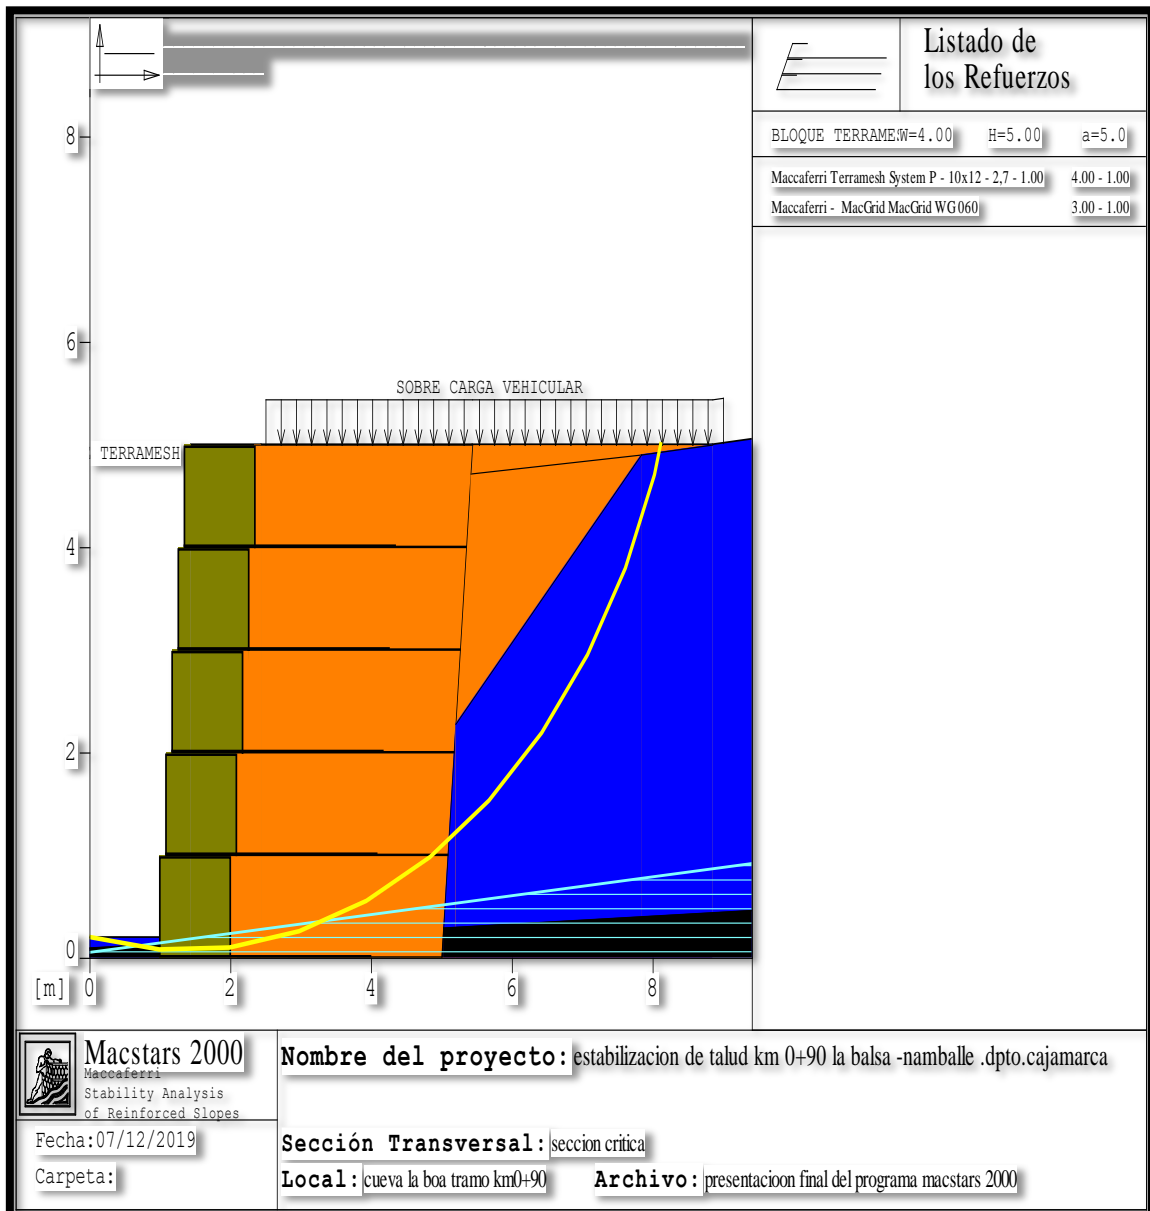 Listado de
los Refuerzos
BLOQUE TERRAMES W=4.00 H=5.00 a=5.0
Maccaferri Terramesh System P - 10x12 - 2,7 - 1.00 4.00 - 1.00
Maccaferri - MacGrid MacGrid WG 060 3.00 - 1.00
8
6
SOBRE CARGA VEHICULAR
TERRAMESH
4
2
0
[m] 0 2 4 6 8
Macstars 2000
Maccaferri
Stability Analysis
of Reinforced Slopes
Fecha:07/12/2019
Carpeta:
Nombre del proyecto: estabilizacion de talud km 0+90 la balsa -namballe .dpto.cajamarca
Sección Transversal: seccion critica
Local: cueva la boa tramo km0+90 Archivo: presentacioon final del programa macstars 2000